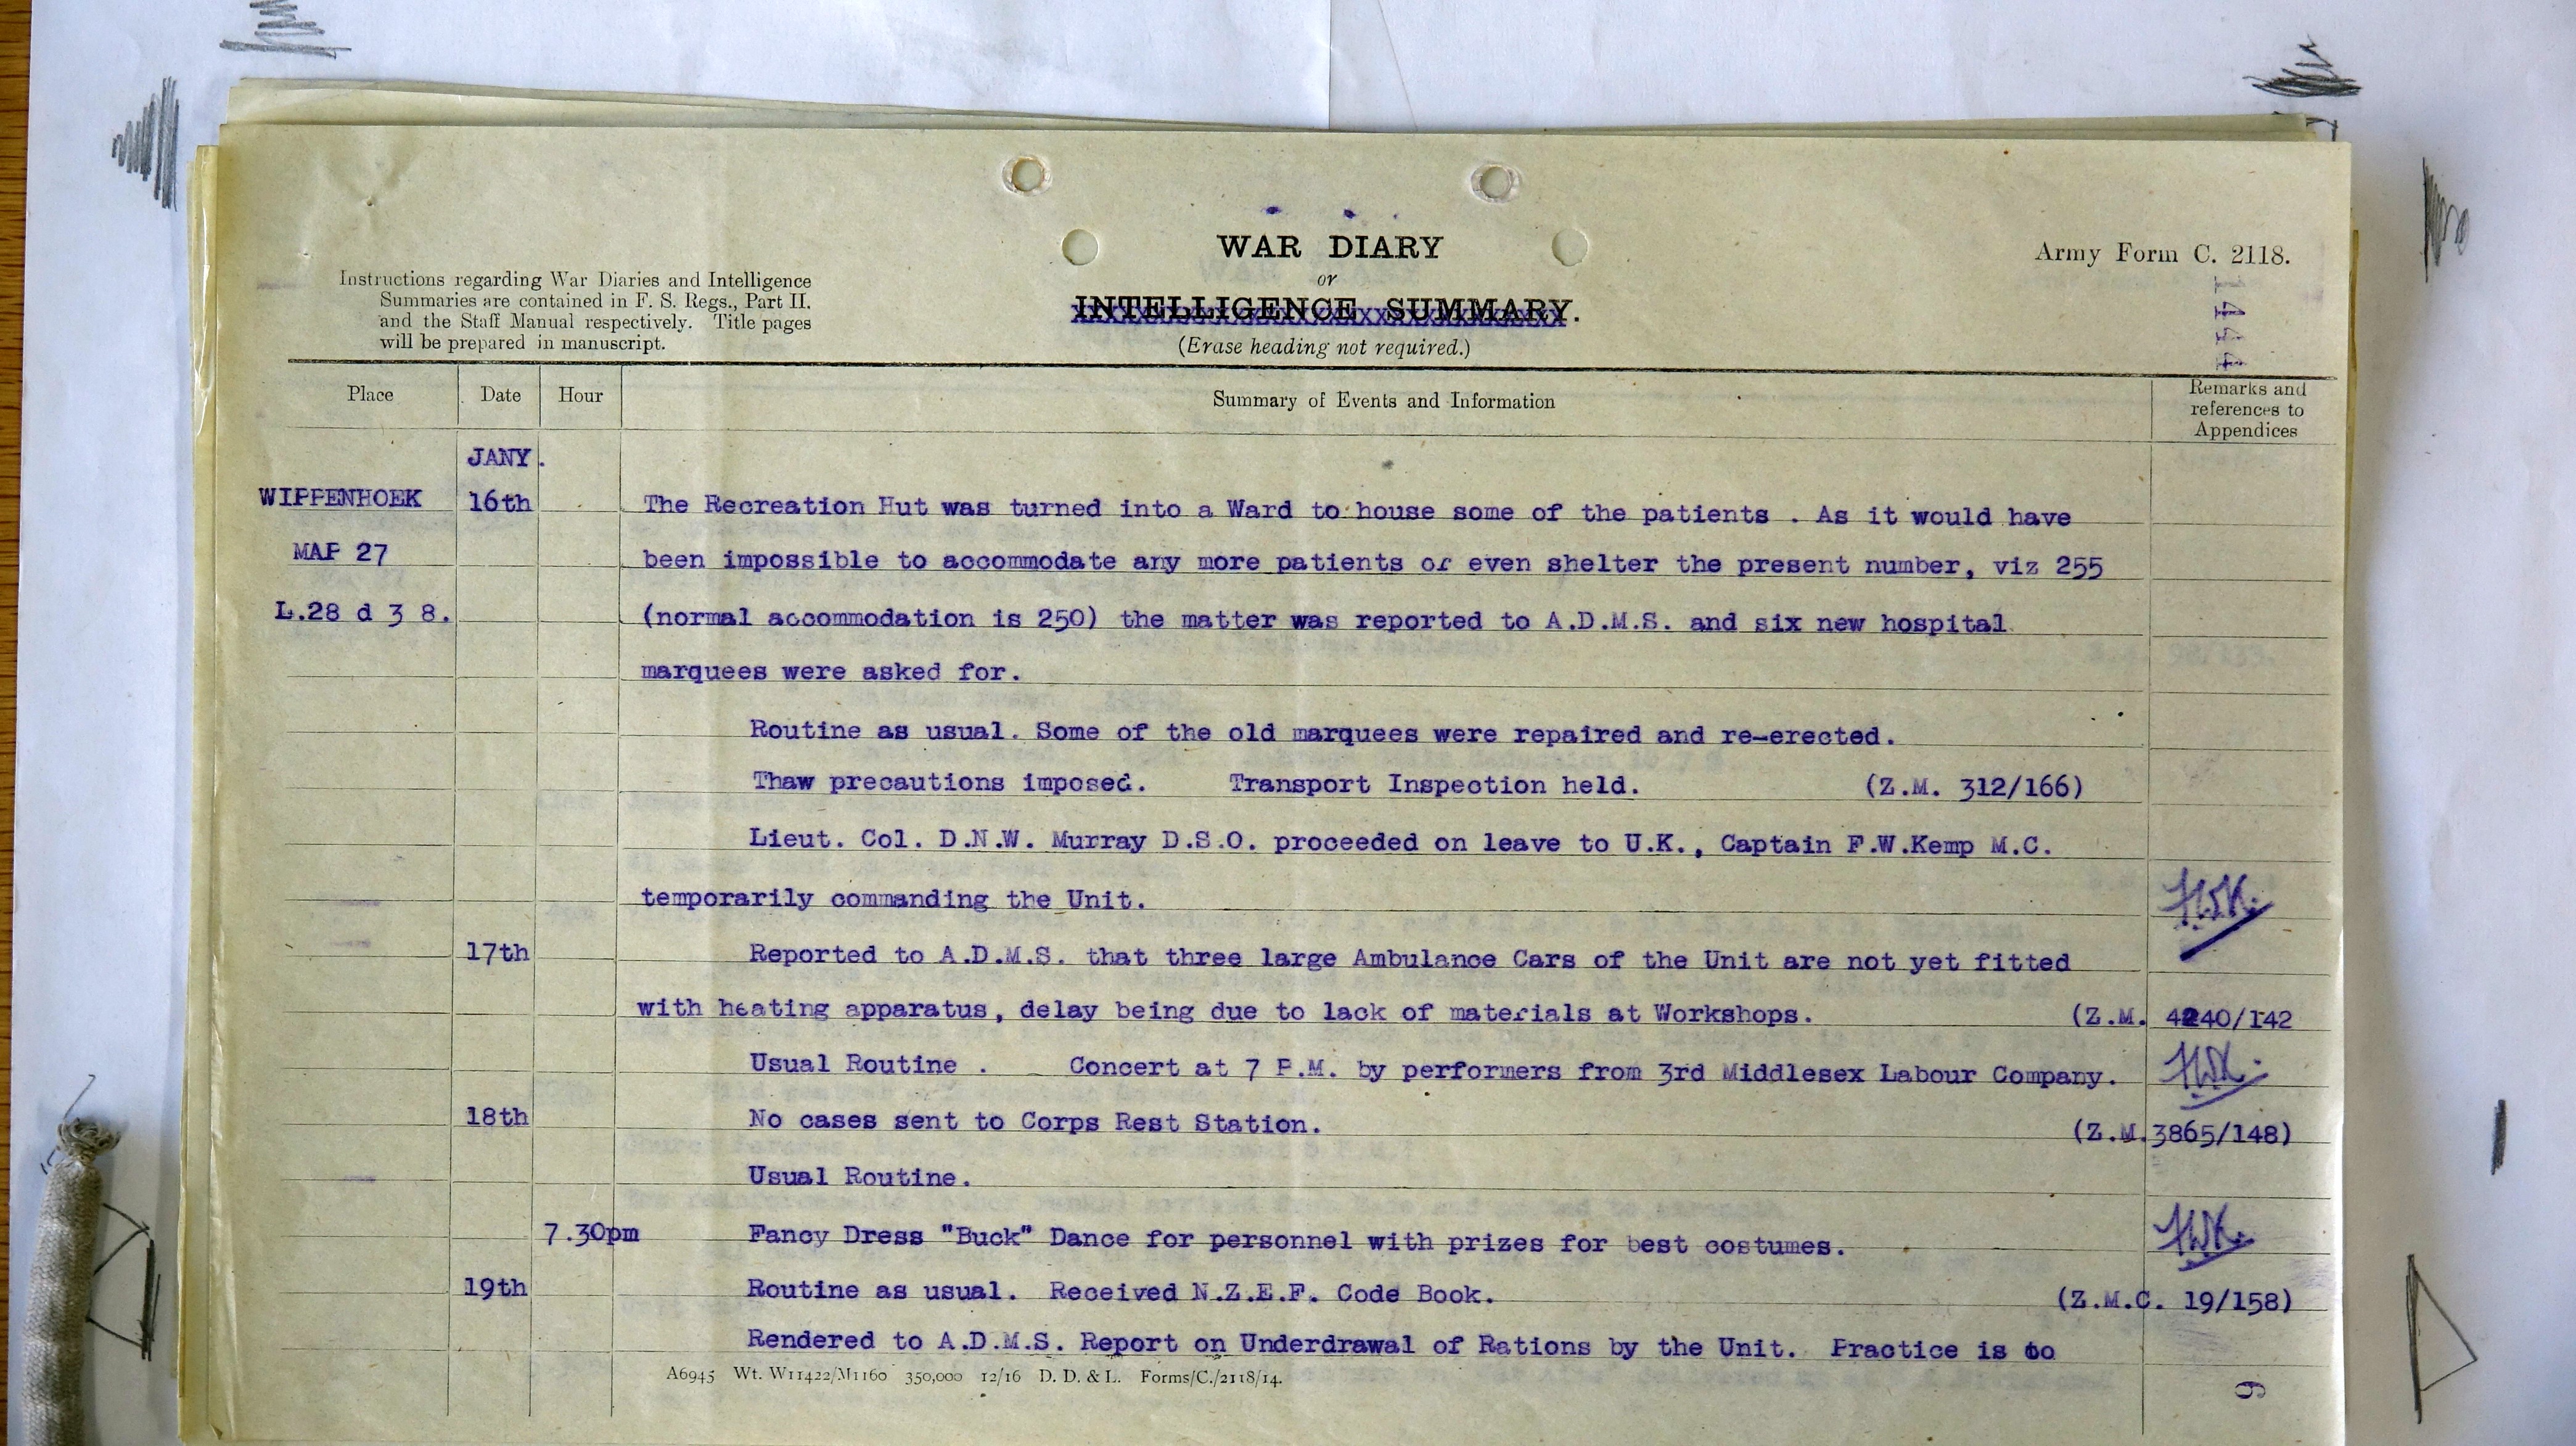 WAR DIARY
or
INTELLIGENCE SUMMARY.
(Erase heading not required.)
Army Form C. 2118.
Instructions regarding War Diaries and Intelligence
Summaries are contained in F. S. Regs., Part II.
and the Staff Manual respectively. Title pages
will be prepared in manuscript.
Place Date Hour Summary of Events and Information Remarks and
references to
Appendices
JANY.
WIPPENHOEK 16th The Recreation Hut was turned into a Ward to house some of the patients . As it would have
MAP 27 been impossible to accommodate any more patients or even shelter the present number, viz 255
L.28 d 3 8. (normal accommodation is 250) the matter was reported to A.D.M.S. and six new hospital
marquees were asked for.
Routine as usual. Some of the old marquees were repaired and re-erected.
Thaw precautions imposed. Transport Inspection held. (Z.M. 312/166)
Lieut. Col. D.N.W. Murray D.S.O. proceeded on leave to U.K., Captain F.W.Kemp M.C.
temporarily commanding the Unit. FWK.
17th Reported to A.D.M.S. that three large Ambulance Cars of the Unit are not yet fitted
with heating apparatus, delay being due to lack of materials at Workshops. (Z.M. 4240/142
Usual Routine . Concert at 7 P.M. by performers from 3rd Middlesex Labour Company. FWK.
18th No cases sent to Corps Rest Station. (Z.M.3865/148)
Usual Routine.
7.30pm Fancy Dress "Buck" Dance for personnel with prizes for best costumes. FWK.
19th Routine as usual. Received N.Z.E.F. Code Book. (Z.M.C. 19/158)
Rendered to A.D.M.S. Report on Underdrawal of Rations by the Unit. Practice is to
A6945 Wt. W11422/M1160 350,000 12/16 D. D. & L. Forms/C./2118/14.